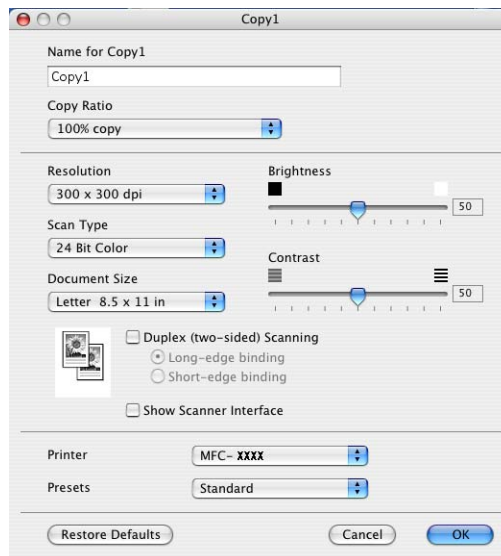 Copy1
Name for Copy1
Copy1
Copy Ratio
100% copy
Resolution
300 x 300 dpi
Brightness
50
Scan Type
24 Bit Color
Contrast
50
Document Size
Letter 8.5 x 11 in
Duplex (two-sided) Scanning
Long-edge binding
Short-edge binding
Show Scanner Interface
Printer
MFC- XXXX
Presets
Standard
Restore Defaults
Cancel
OK